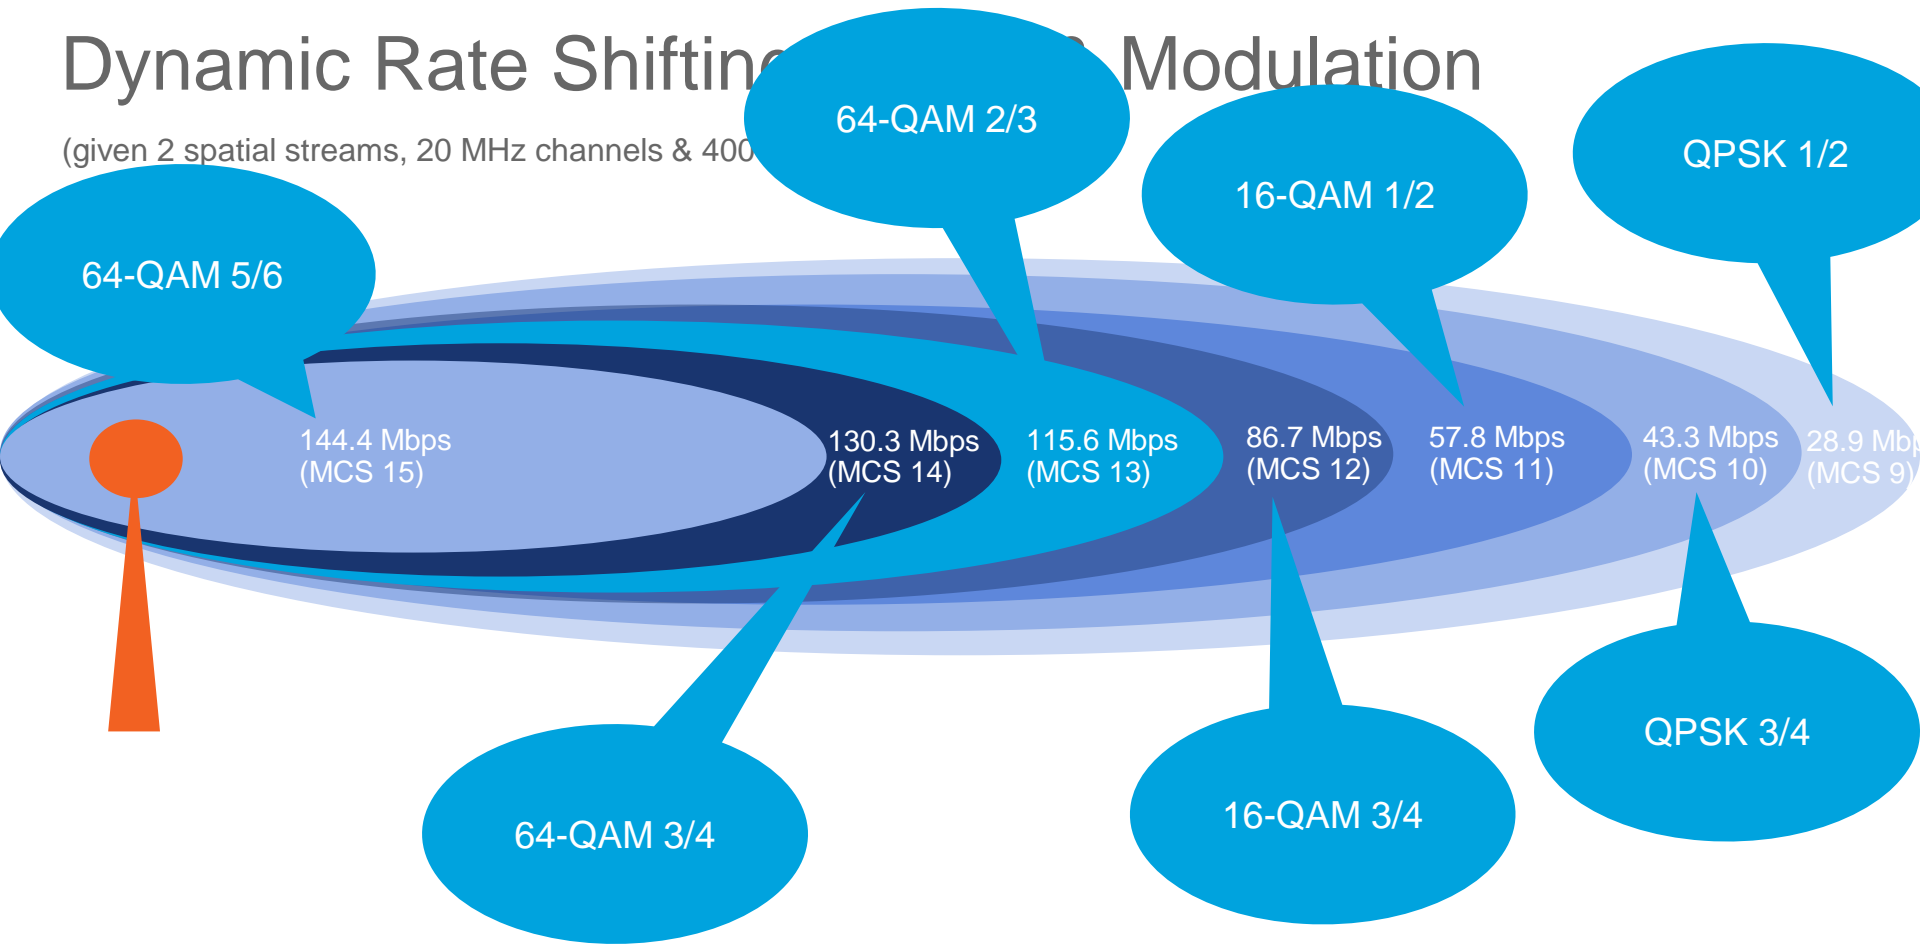 Dynamic Rate Shifting Modulation
(given 2 spatial streams, 20 MHz channels & 400
64-QAM 2/3
QPSK 1/2
16-QAM 1/2
64-QAM 5/6
144.4 Mbps
(MCS 15)
130.3 Mbps
(MCS 14)
115.6 Mbps
(MCS 13)
86.7 Mbps
(MCS 12)
57.8 Mbps
(MCS 11)
43.3 Mbps
(MCS 10)
28.9 Mbp
(MCS 9)
64-QAM 3/4
16-QAM 3/4
QPSK 3/4